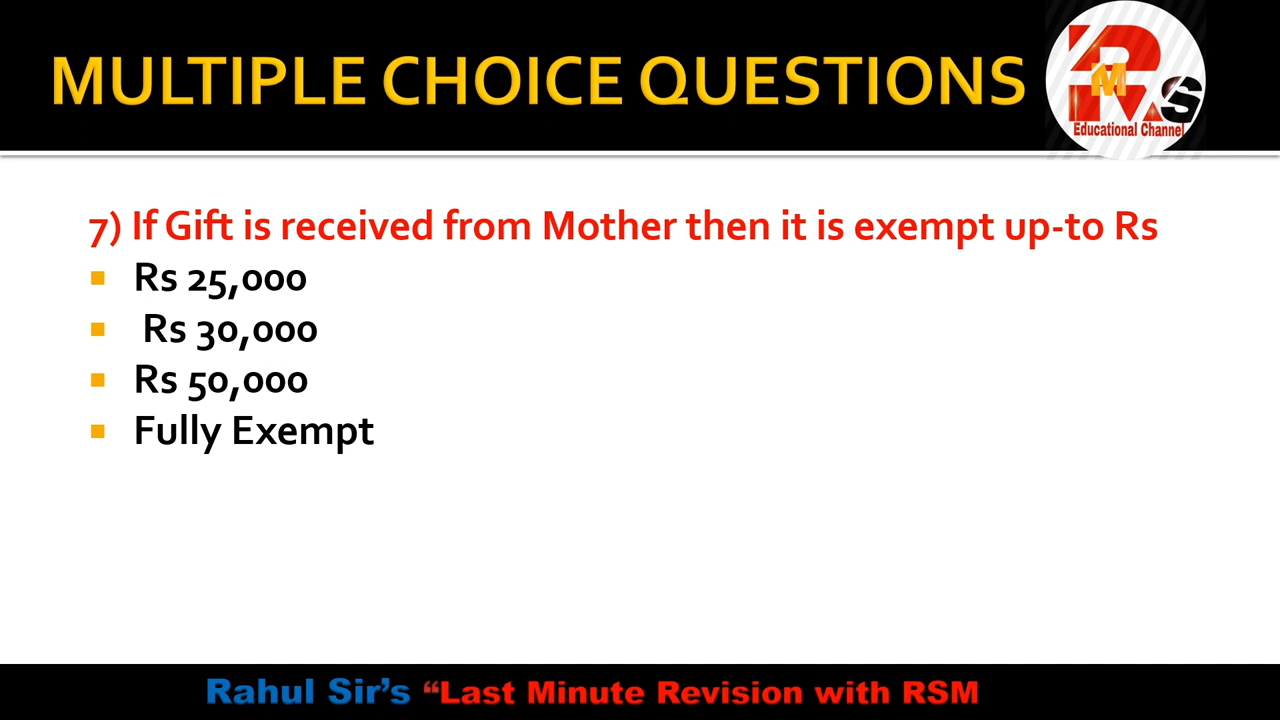 MULTIPLE CHOICE QUESTIONS
RMS
Educational Channel
7) If Gift is received from Mother then it is exempt up-to Rs
Rs 25,000
Rs 30,000
Rs 50,000
Fully Exempt
Rahul Sir's “Last Minute Revision with RSM